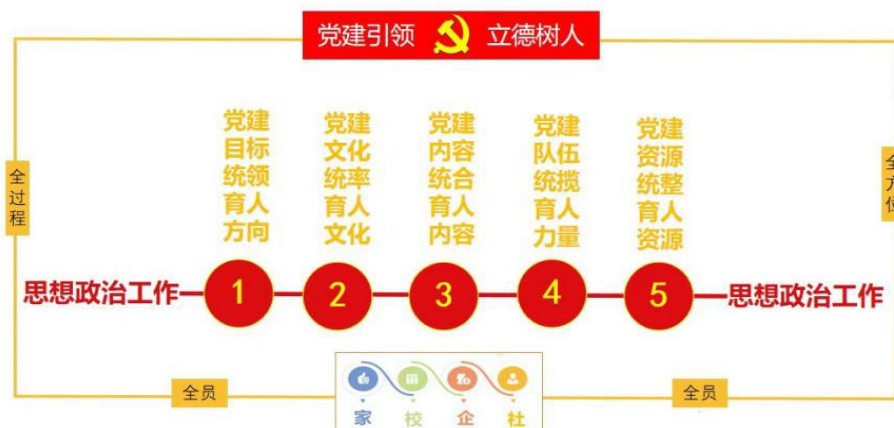 党建引领 立德树人
党建
目标
统领
育人
方向
党建
文化
统率
育人
文化
党建
内容
统合
育人
内容
党建
队伍
统揽
育人
力量
党建
资源
统整
育人
资源
全过程
全方位
思想政治工作
1
2
3
4
5
思想政治工作
全员
全员
家 校 企 社